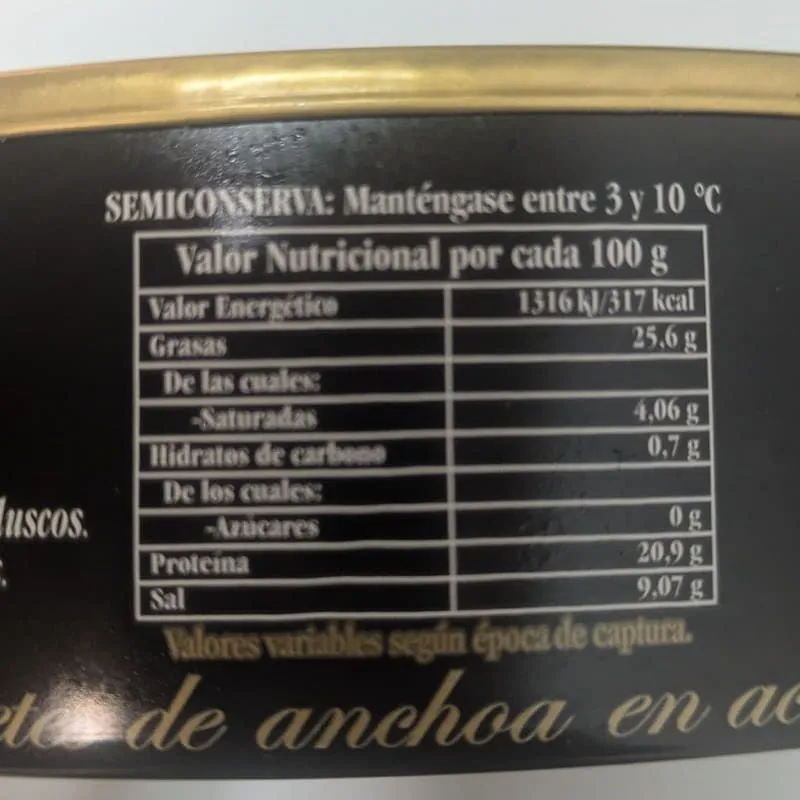 SEMICONSERVA: Manténgase entre 3 y 10 °C
Valor Nutricional por cada 100 g
Valor Energético 1316 kJ/317 kcal
Grasas 25,6 g
De las cuales:
-Saturadas 4,06 g
Hidratos de carbono 0,7 g
De los cuales:
-Azúcares 0 g
Proteína 20,9 g
Sal 9,07 g
luscos.
Valores variables según época de captura.
de anchoa en